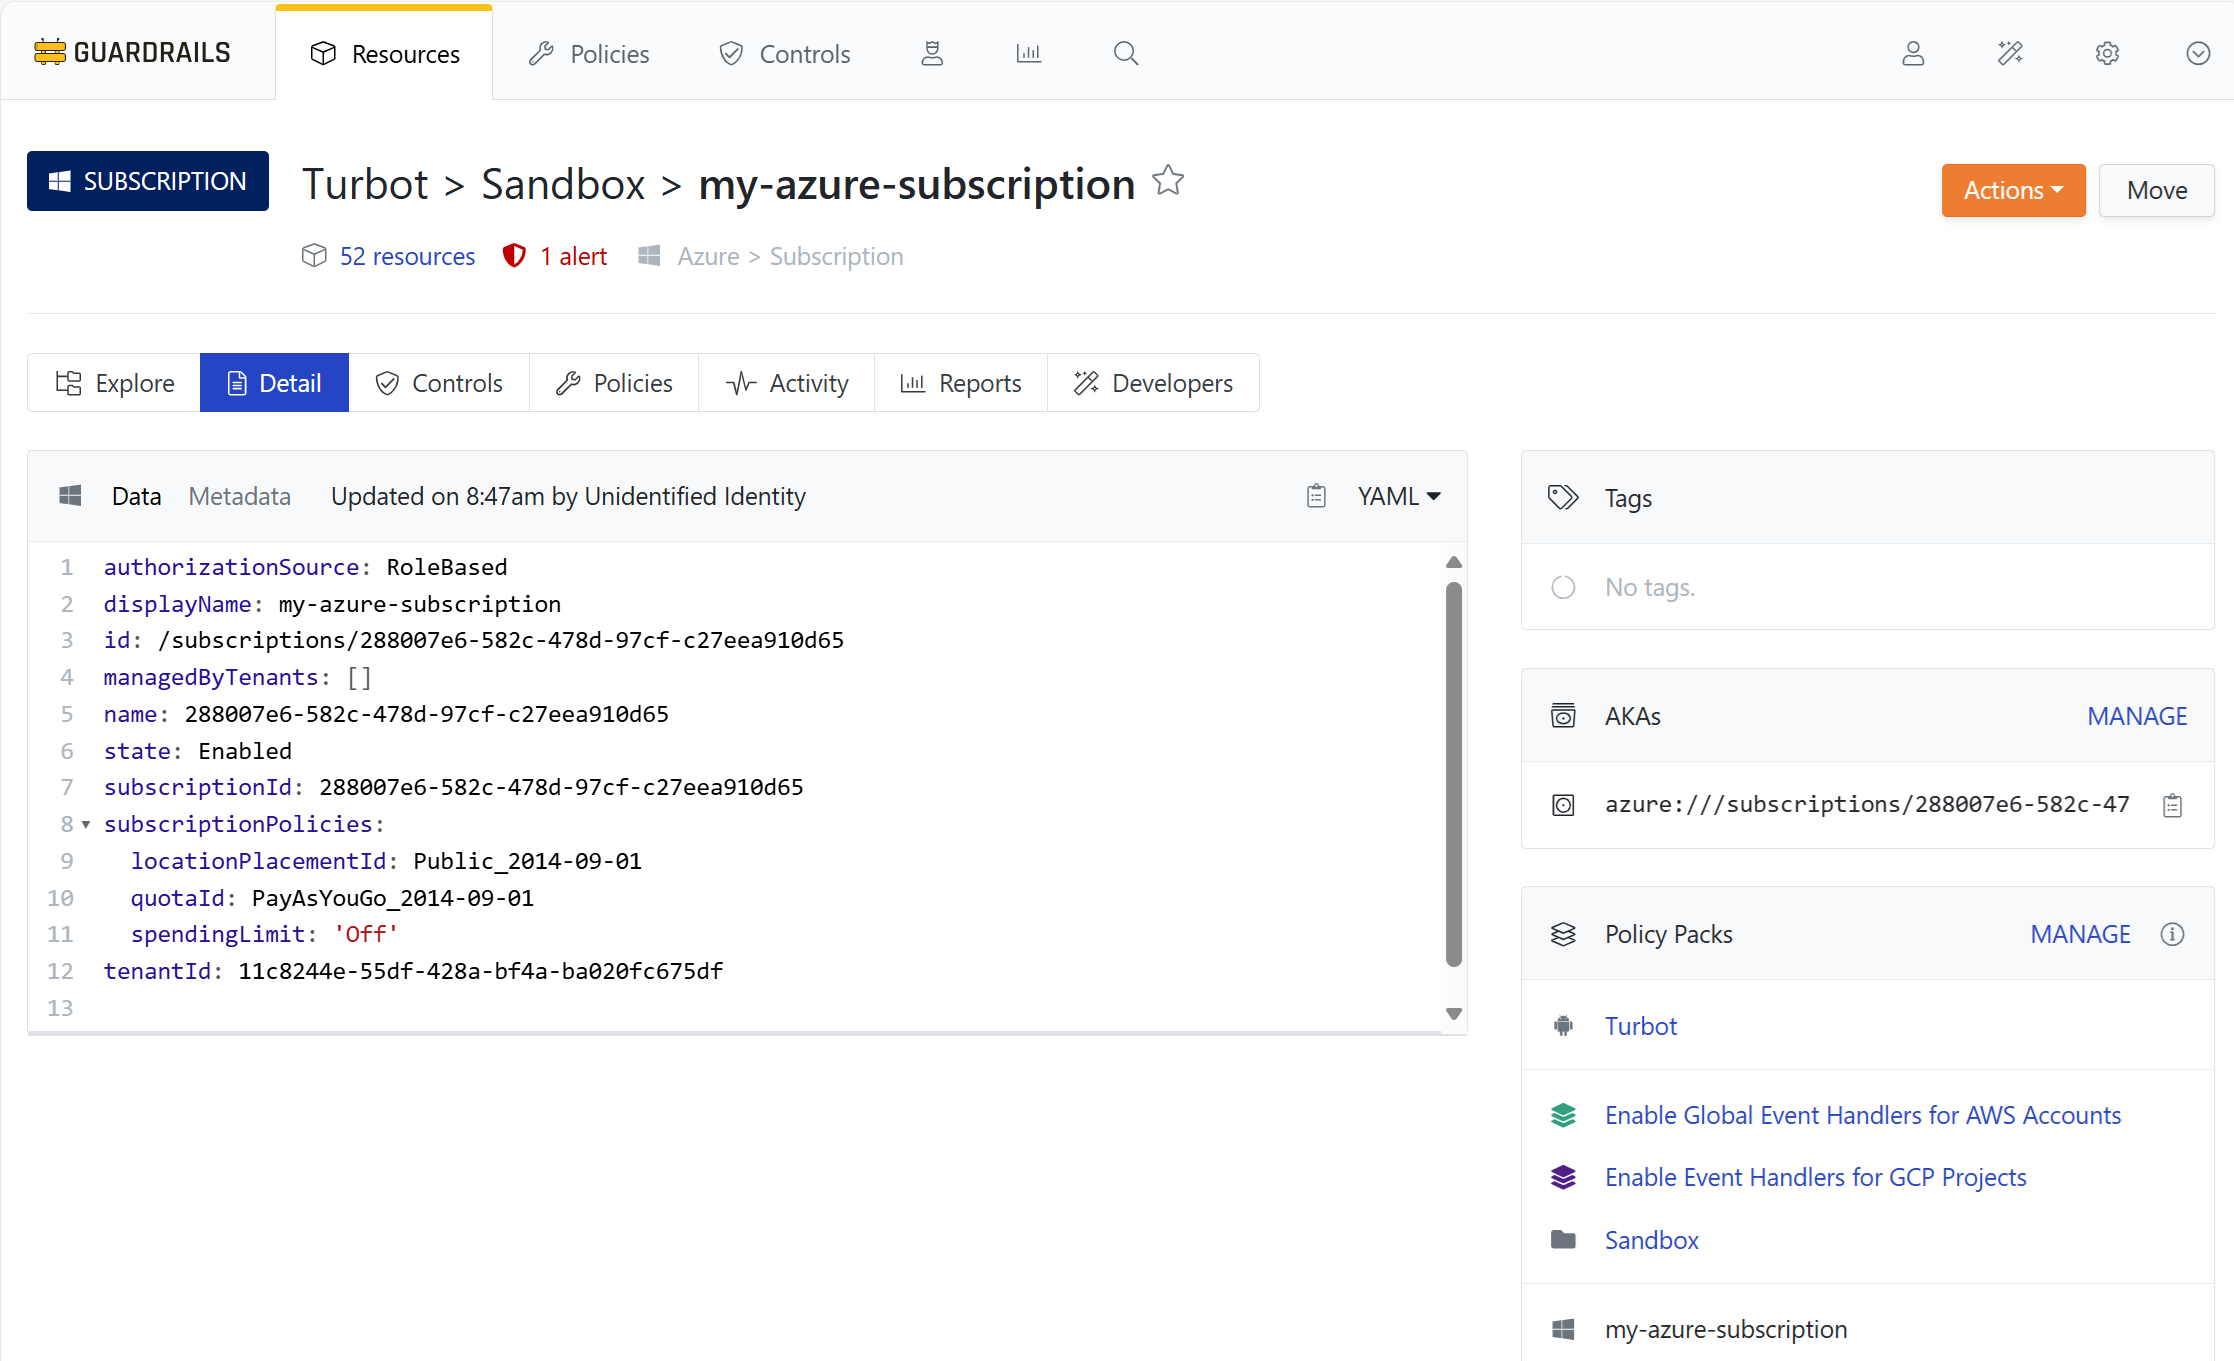 GUARDRAILS
Resources
Policies
Controls
SUBSCRIPTION
Turbot > Sandbox > my-azure-subscription
Actions
Move
52 resources
1 alert
Azure > Subscription
Explore
Detail
Controls
Policies
Activity
Reports
Developers
Data
Metadata
Updated on 8:47am by Unidentified Identity
YAML
1 authorizationSource: RoleBased
2 displayName: my-azure-subscription
3 id: /subscriptions/288007e6-582c-478d-97cf-c27eea910d65
4 managedByTenants: []
5 name: 288007e6-582c-478d-97cf-c27eea910d65
6 state: Enabled
7 subscriptionId: 288007e6-582c-478d-97cf-c27eea910d65
8 subscriptionPolicies:
9 locationPlacementId: Public_2014-09-01
10 quotaId: PayAsYouGo_2014-09-01
11 spendingLimit: 'Off'
12 tenantId: 11c8244e-55df-428a-bf4a-ba020fc675df
13
Tags
No tags.
AKAs
MANAGE
azure:///subscriptions/288007e6-582c-47
Policy Packs
MANAGE
Turbot
Enable Global Event Handlers for AWS Accounts
Enable Event Handlers for GCP Projects
Sandbox
my-azure-subscription